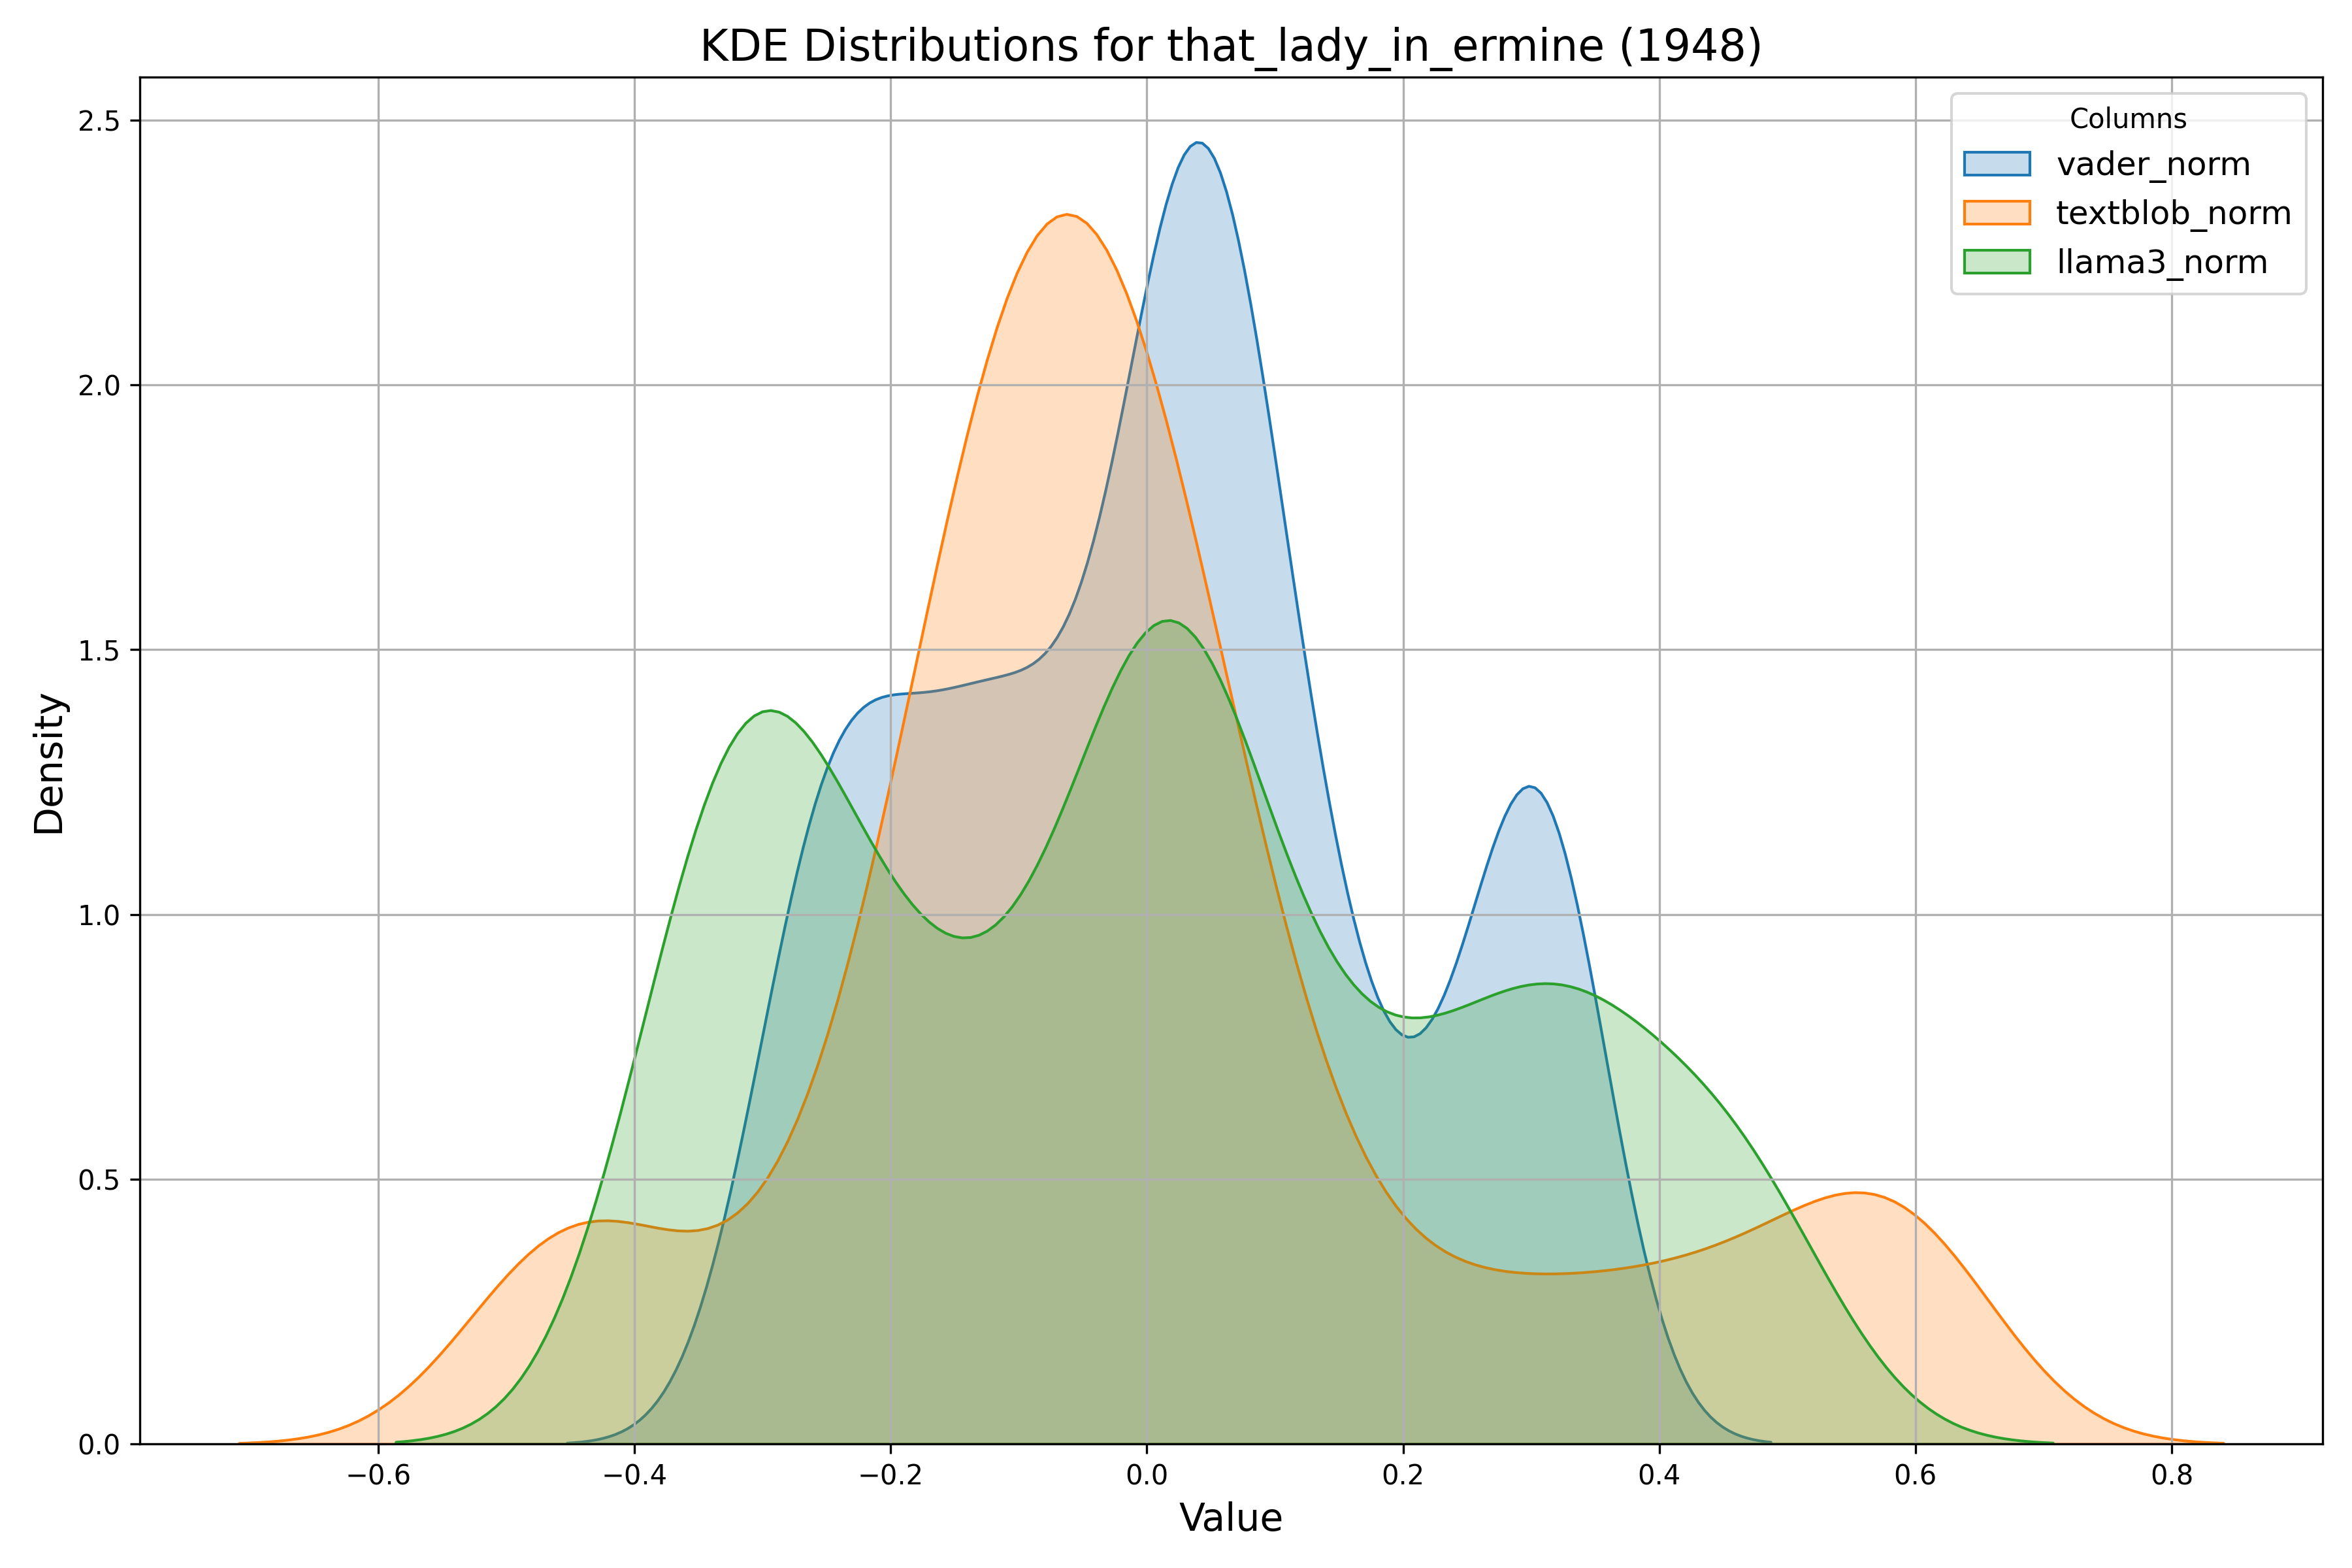 KDE Distributions for that_lady_in_ermine (1948)
Columns
vader_norm
textblob_norm
llama3_norm
Density
2.5
2.0
1.5
1.0
0.5
0.0
−0.6 −0.4 −0.2 0.0 0.2 0.4 0.6 0.8
Value